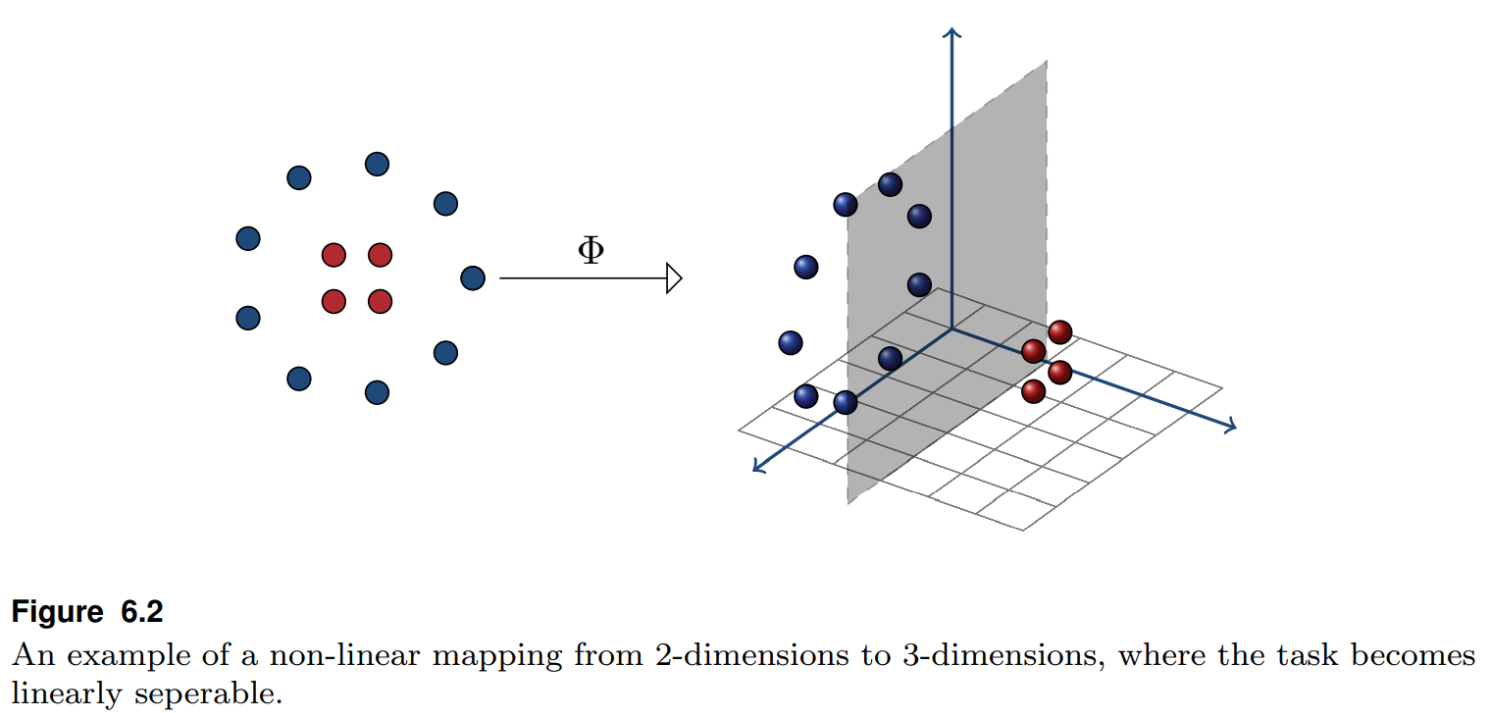 Φ
Figure 6.2
An example of a non-linear mapping from 2-dimensions to 3-dimensions, where the task becomes
linearly seperable.